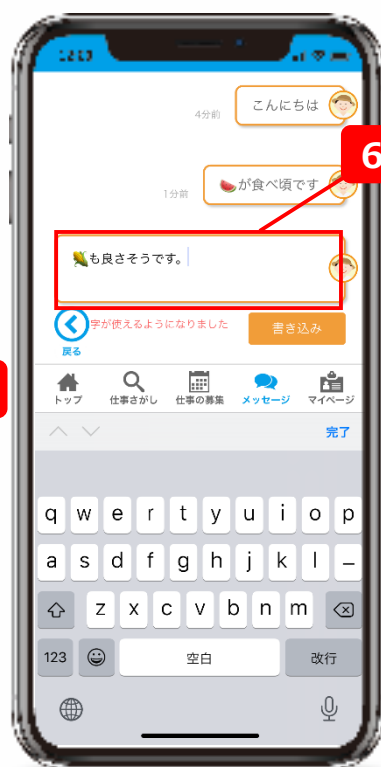 12:03
こんにちは
4分前
6
🍉が食べ頃です
1分前
🌽も良さそうです。
字が使えるようになりました
書き込み
戻る
トップ 仕事さがし 仕事の募集 メッセージ マイページ
完了
q w e r t y u i o p
a s d f g h j k l –
z x c v b n m
123 空白 改行